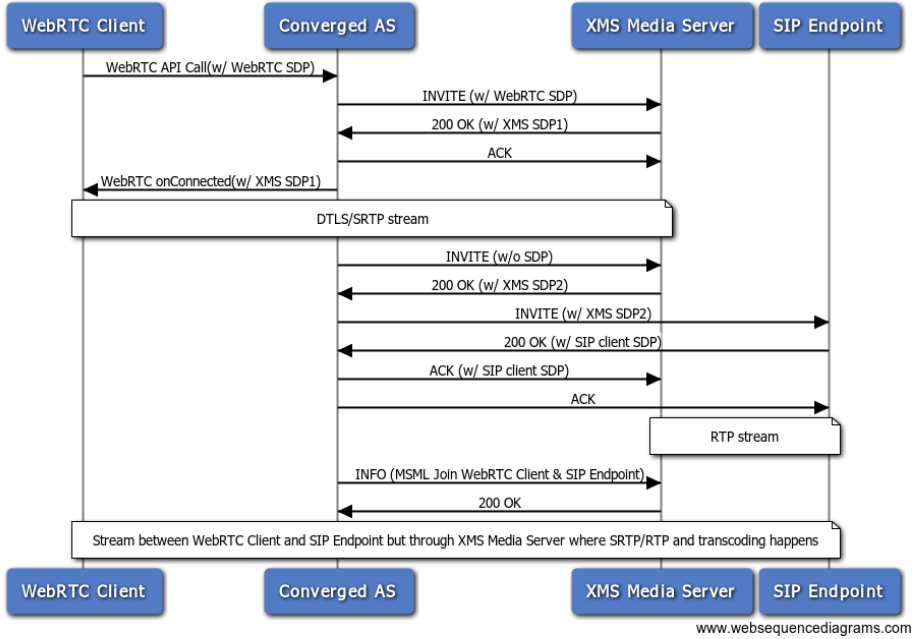 WebRTC Client
Converged AS
XMS Media Server
SIP Endpoint
WebRTC API Call(w/ WebRTC SDP)
INVITE (w/ WebRTC SDP)
200 OK (w/ XMS SDP1)
ACK
WebRTC onConnected(w/ XMS SDP1)
DTLS/SRTP stream
INVITE (w/o SDP)
200 OK (w/ XMS SDP2)
INVITE (w/ XMS SDP2)
200 OK (w/ SIP client SDP)
ACK (w/ SIP client SDP)
ACK
RTP stream
INFO (MSML Join WebRTC Client & SIP Endpoint)
200 OK
Stream between WebRTC Client and SIP Endpoint but through XMS Media Server where SRTP/RTP and transcoding happens
WebRTC Client
Converged AS
XMS Media Server
SIP Endpoint
www.websequencediagrams.com